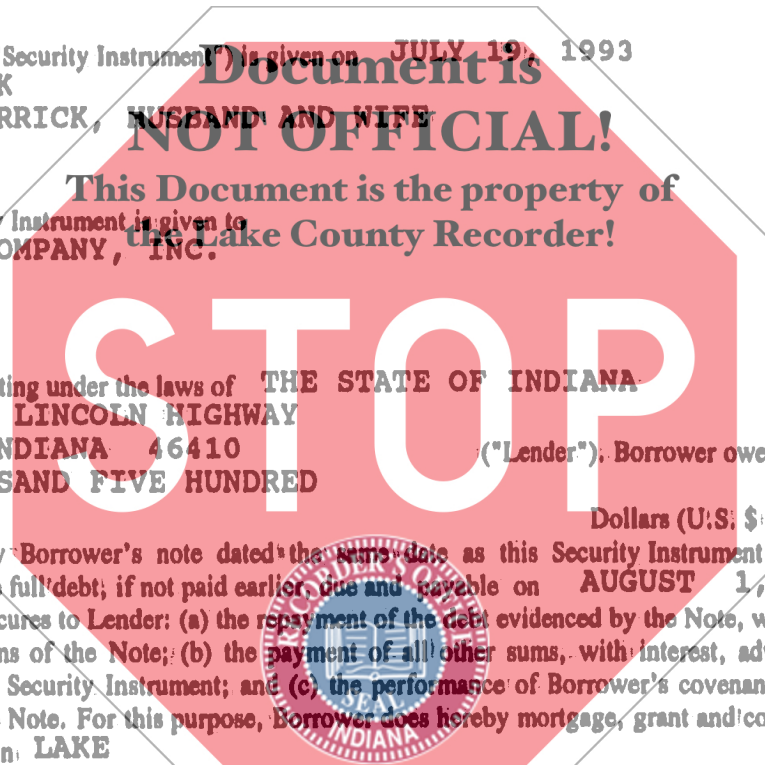 Security Instrument") is given on JULY 19, 1993
K
RRICK, HUSBAND AND WIFE
Document is
NOT OFFICIAL!
This Document is the property of
the Lake County Recorder!
Instrument is given to
OMPANY, INC.
STOP
ting under the laws of THE STATE OF INDIANA
LINCOLN HIGHWAY
NDIANA 46410 ("Lender"). Borrower owe
SAND FIVE HUNDRED
Dollars (U.S. $
Borrower's note dated the same date as this Security Instrument
full debt, if not paid earlier, due and payable on AUGUST 1,
cures to Lender: (a) the repayment of the debt evidenced by the Note, w
ns of the Note; (b) the payment of all other sums, with interest, ad
Security Instrument; and (c) the performance of Borrower's covenan
Note. For this purpose, Borrower does hereby mortgage, grant and co
n LAKE
RECORDER'S OFFICE
SEAL
INDIANA